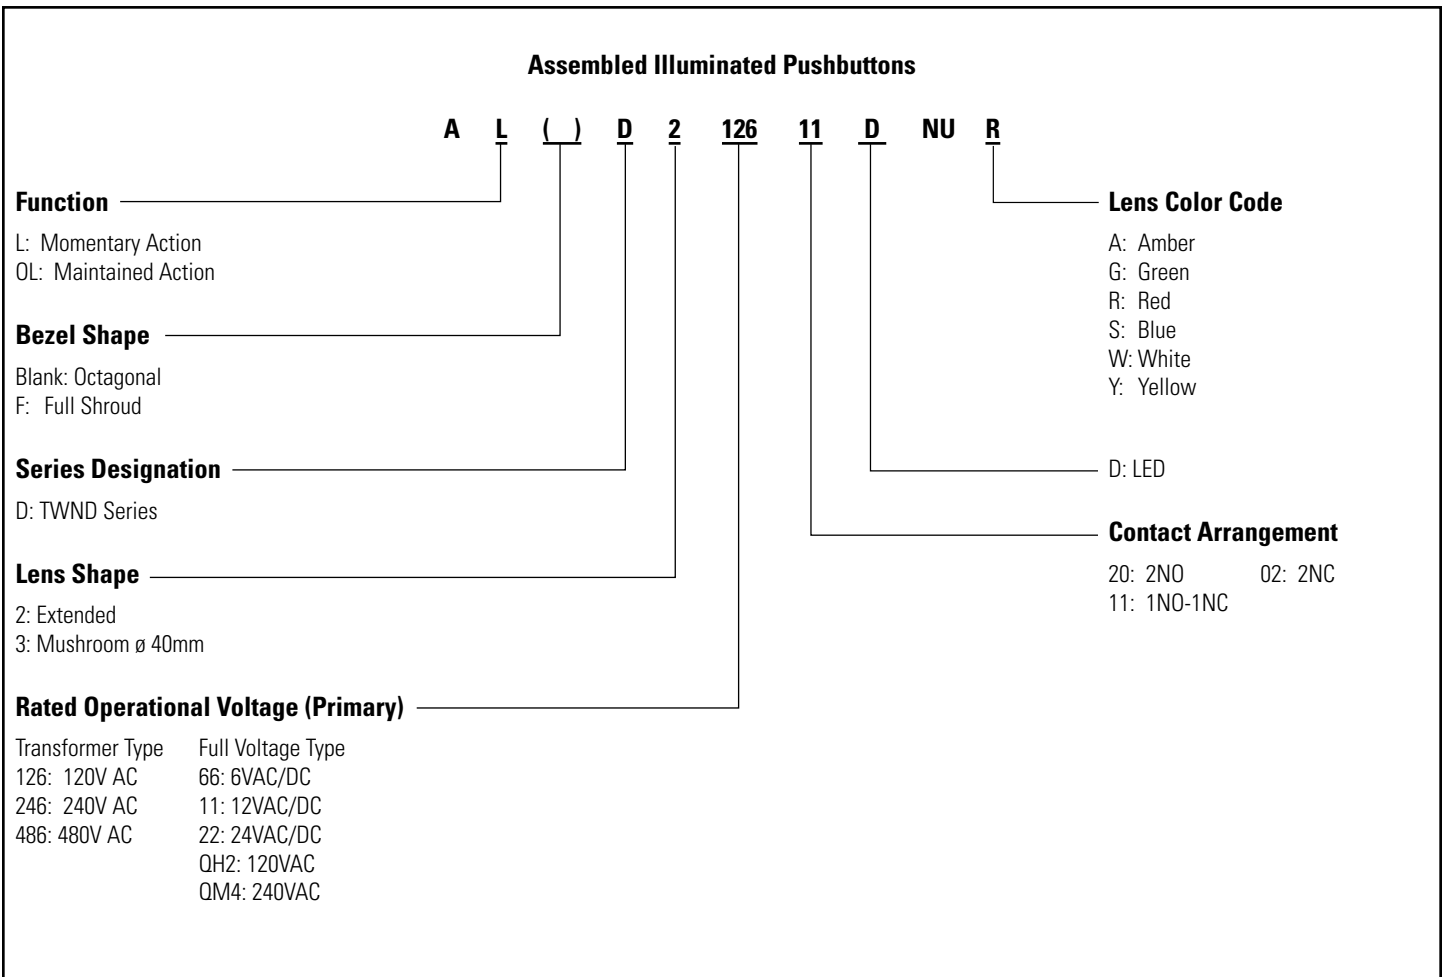 Assembled Illuminated Pushbuttons
A L ( ) D 2 126 11 D NU R
Function
L: Momentary Action
OL: Maintained Action
Bezel Shape
Blank: Octagonal
F: Full Shroud
Series Designation
D: TWND Series
Lens Shape
2: Extended
3: Mushroom ø 40mm
Rated Operational Voltage (Primary)
Transformer Type Full Voltage Type
126: 120V AC 66: 6VAC/DC
246: 240V AC 11: 12VAC/DC
486: 480V AC 22: 24VAC/DC
QH2: 120VAC
QM4: 240VAC
Lens Color Code
A: Amber
G: Green
R: Red
S: Blue
W: White
Y: Yellow
D: LED
Contact Arrangement
20: 2NO 02: 2NC
11: 1NO-1NC